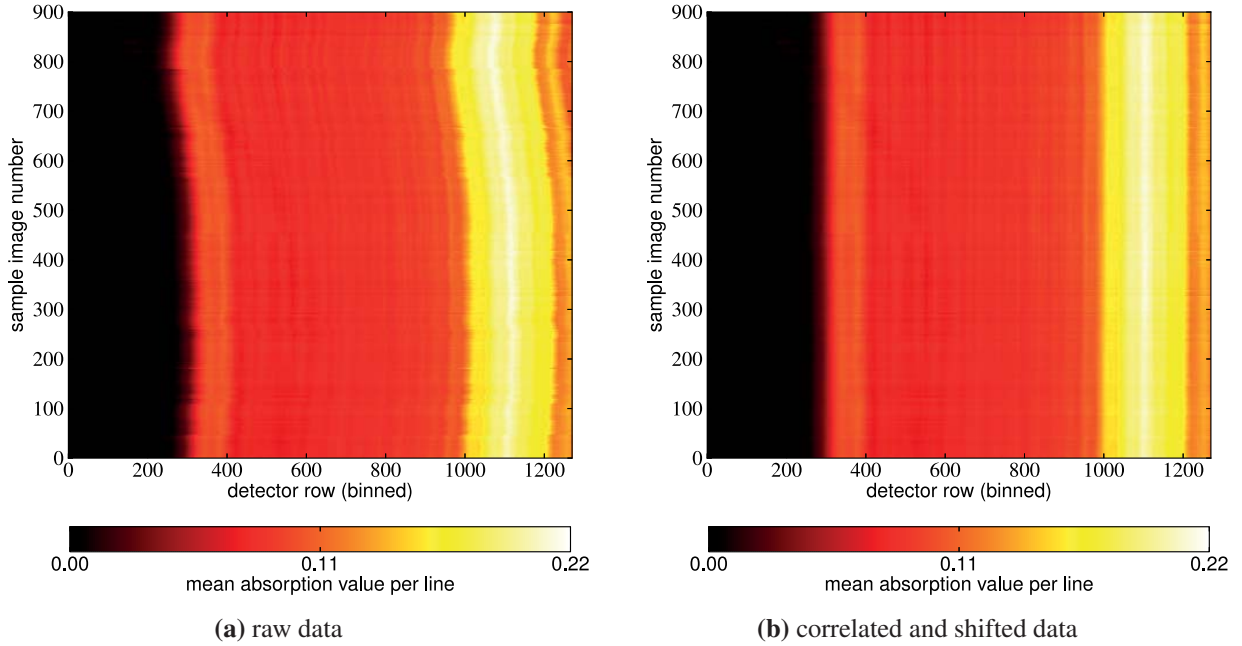 900
800
700
600
500
400
300
200
100
0
sample image number
0 200 400 600 800 1000 1200
detector row (binned)
0.00 0.11 0.22
mean absorption value per line
(a) raw data
900
800
700
600
500
400
300
200
100
0
sample image number
0 200 400 600 800 1000 1200
detector row (binned)
0.00 0.11 0.22
mean absorption value per line
(b) correlated and shifted data